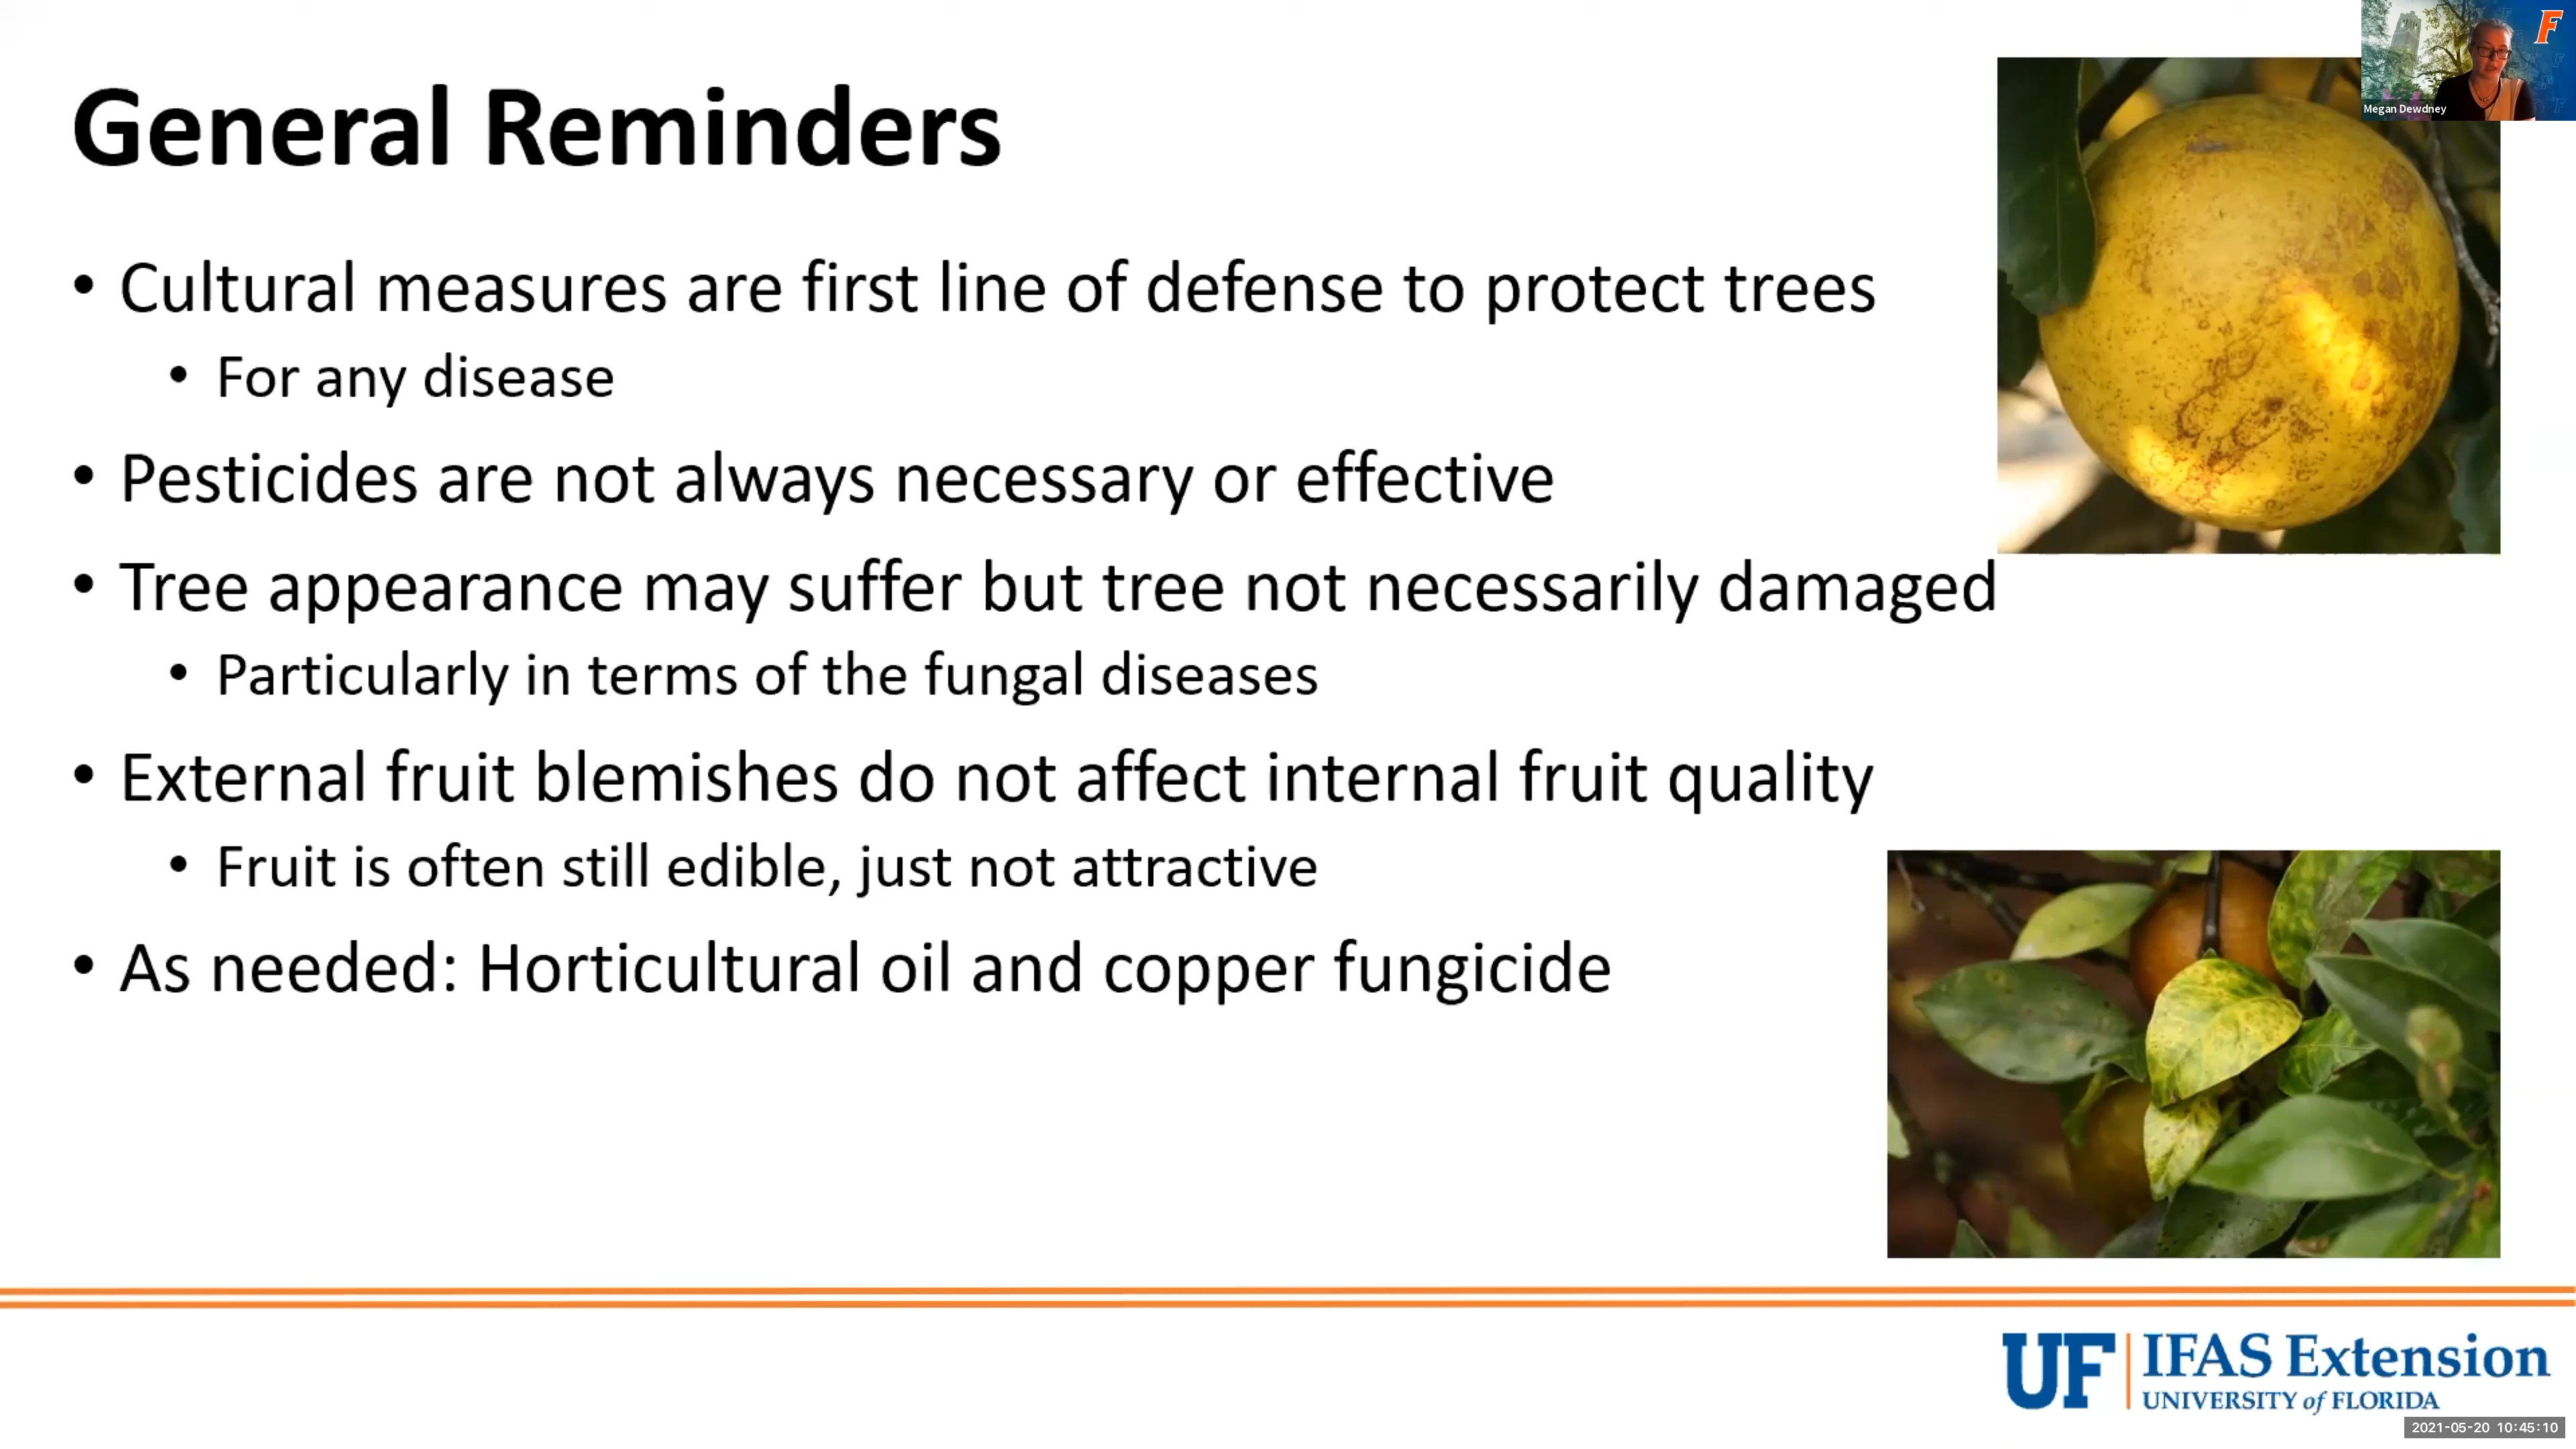 General Reminders
• Cultural measures are first line of defense to protect trees
• For any disease
• Pesticides are not always necessary or effective
• Tree appearance may suffer but tree not necessarily damaged
• Particularly in terms of the fungal diseases
• External fruit blemishes do not affect internal fruit quality
• Fruit is often still edible, just not attractive
• As needed: Horticultural oil and copper fungicide
F
Megan Dewdney
UF IFAS Extension
UNIVERSITY of FLORIDA
2021-05-20 10:45:10